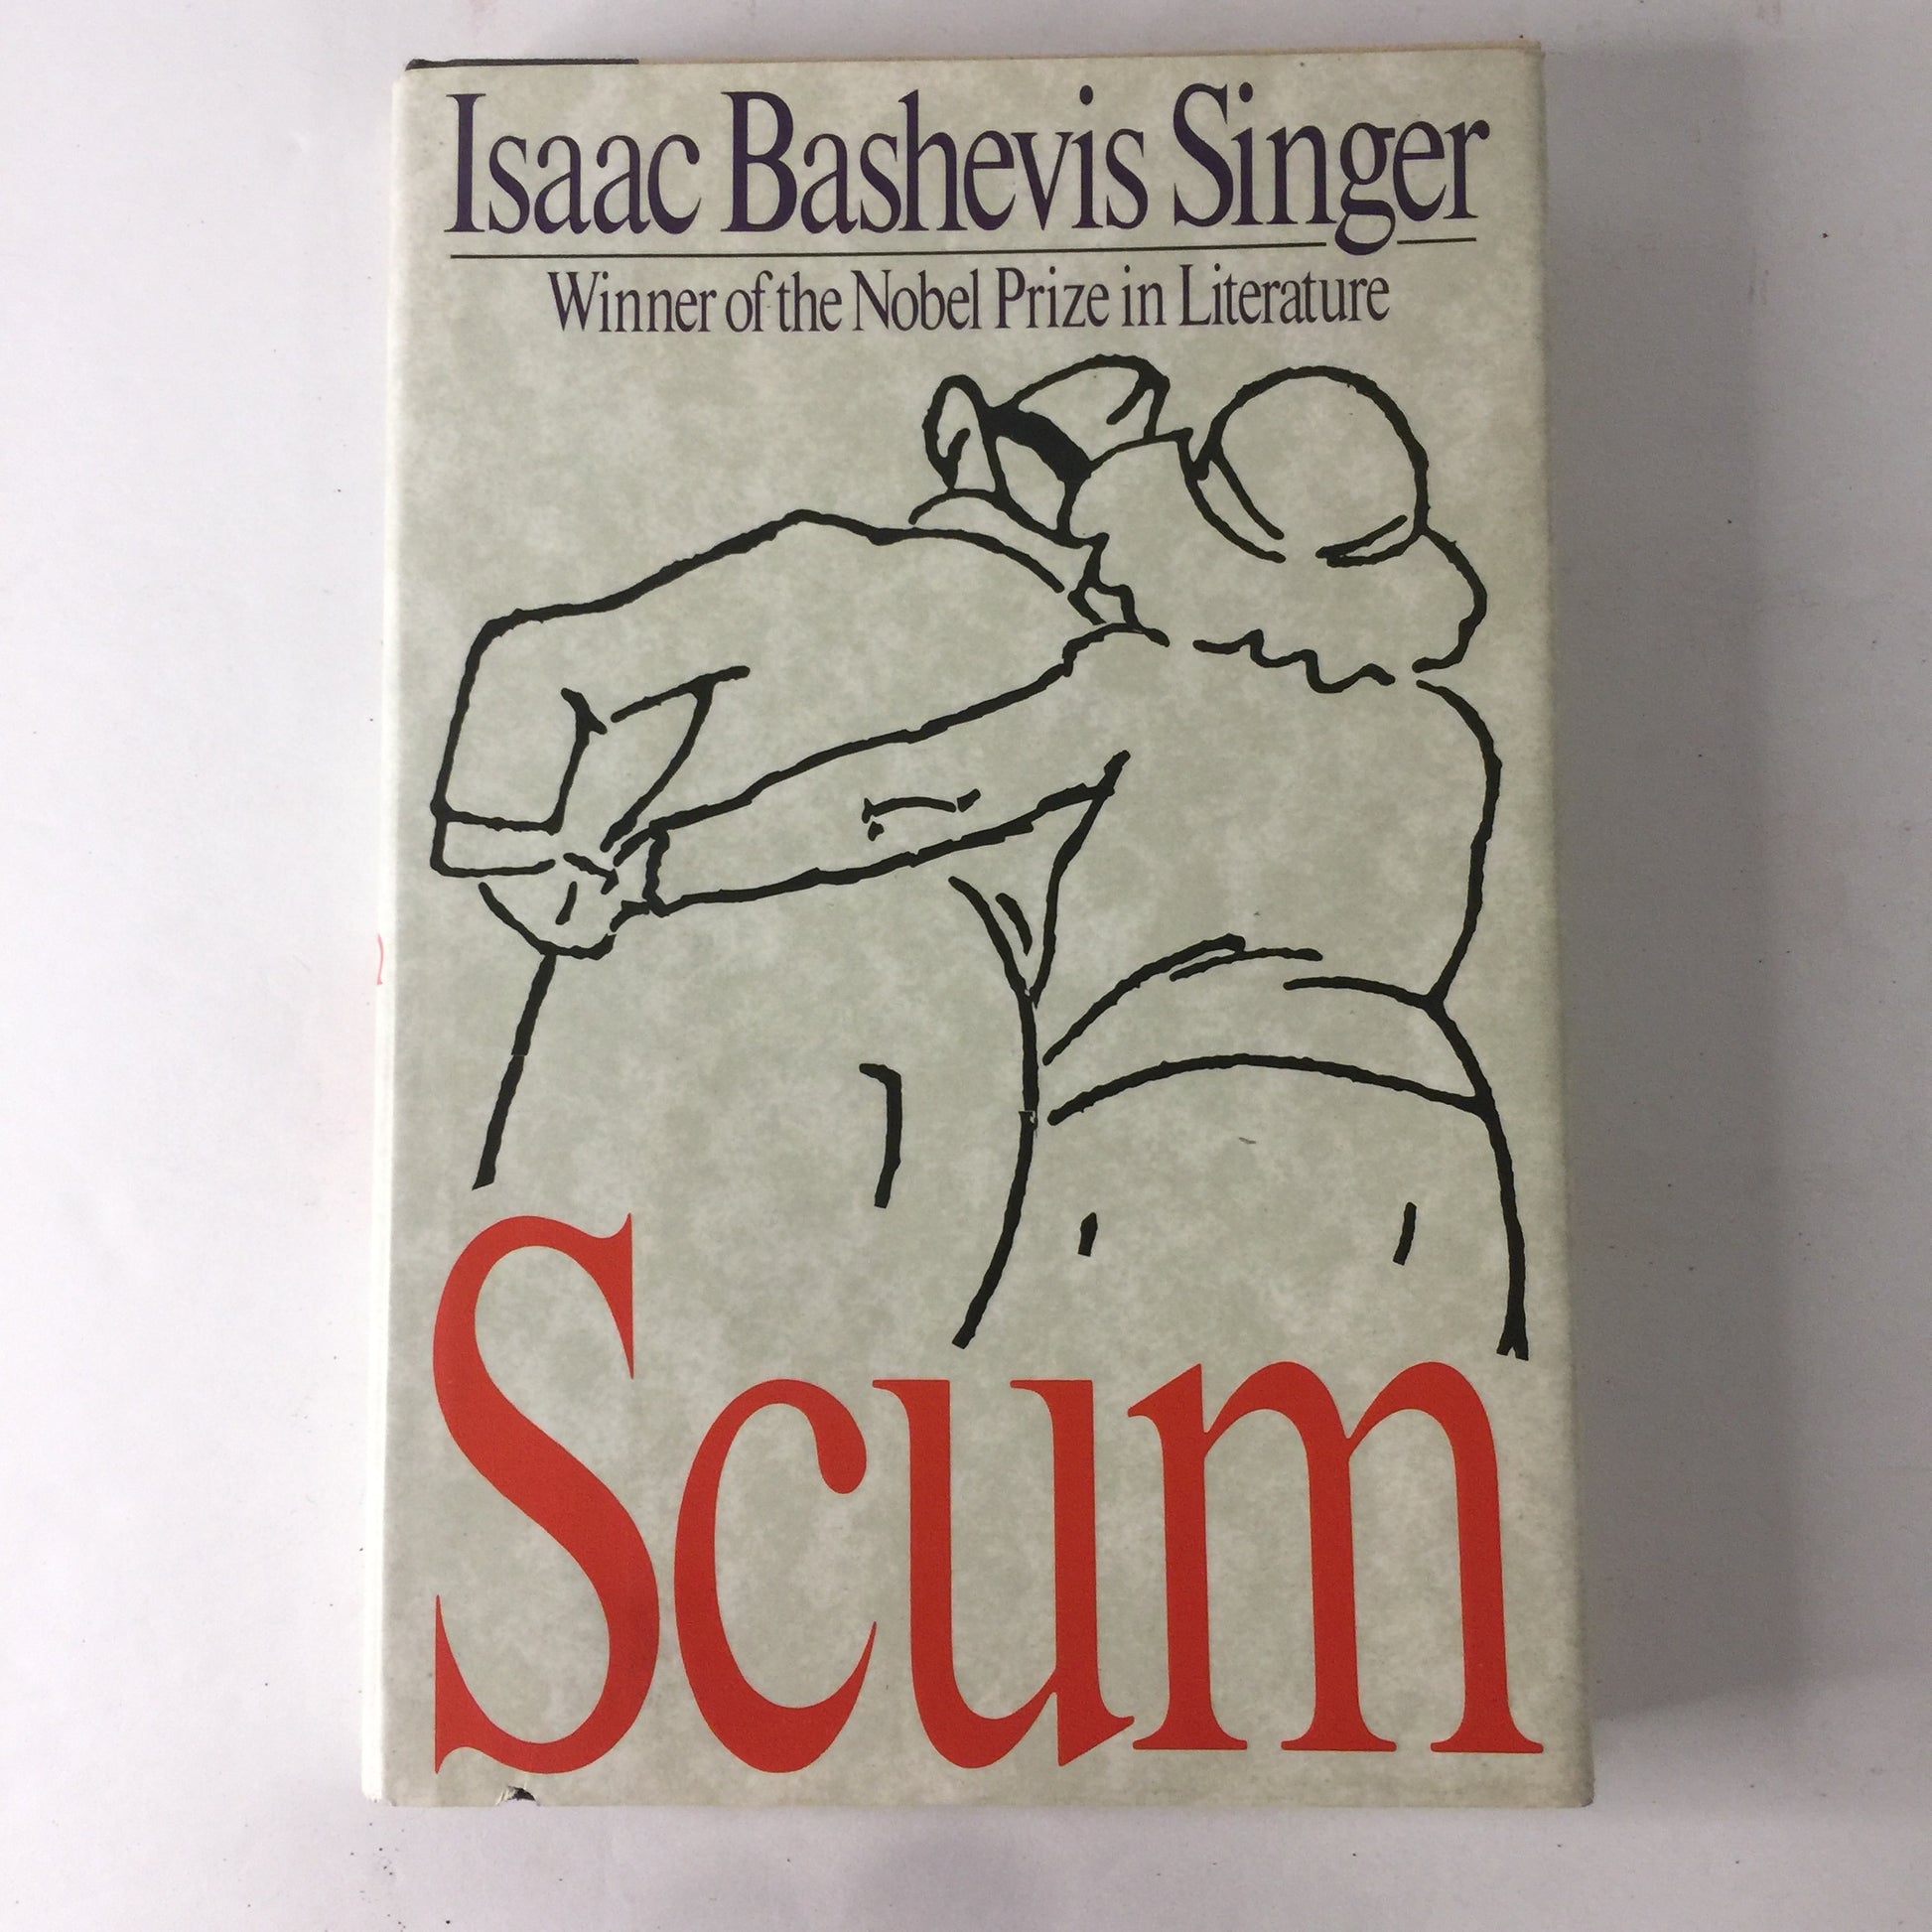 Isaac Bashevis Singer
Winner of the Nobel Prize in Literature
Scum